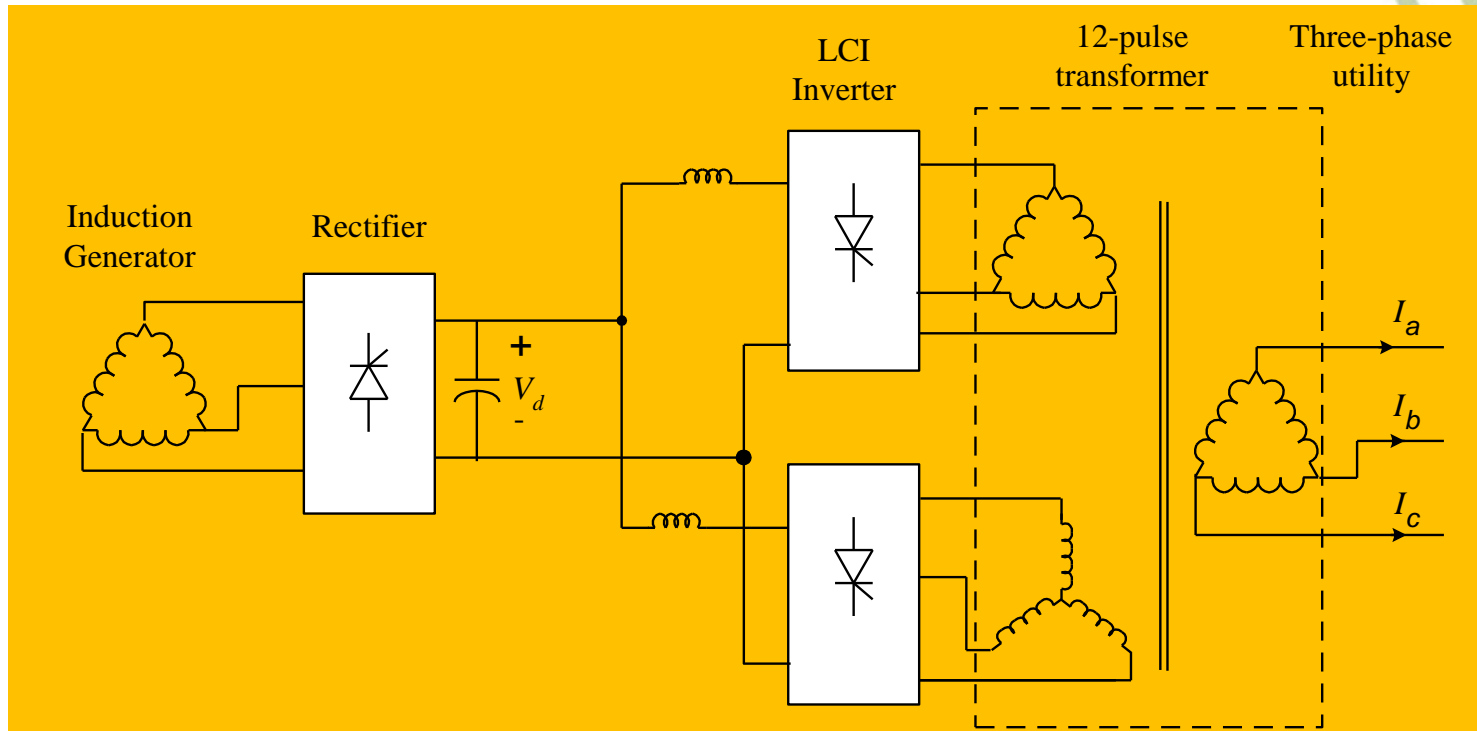 Induction
Generator
Rectifier
+
V_d
-
LCI
Inverter
12-pulse
transformer
Three-phase
utility
I_a
I_b
I_c